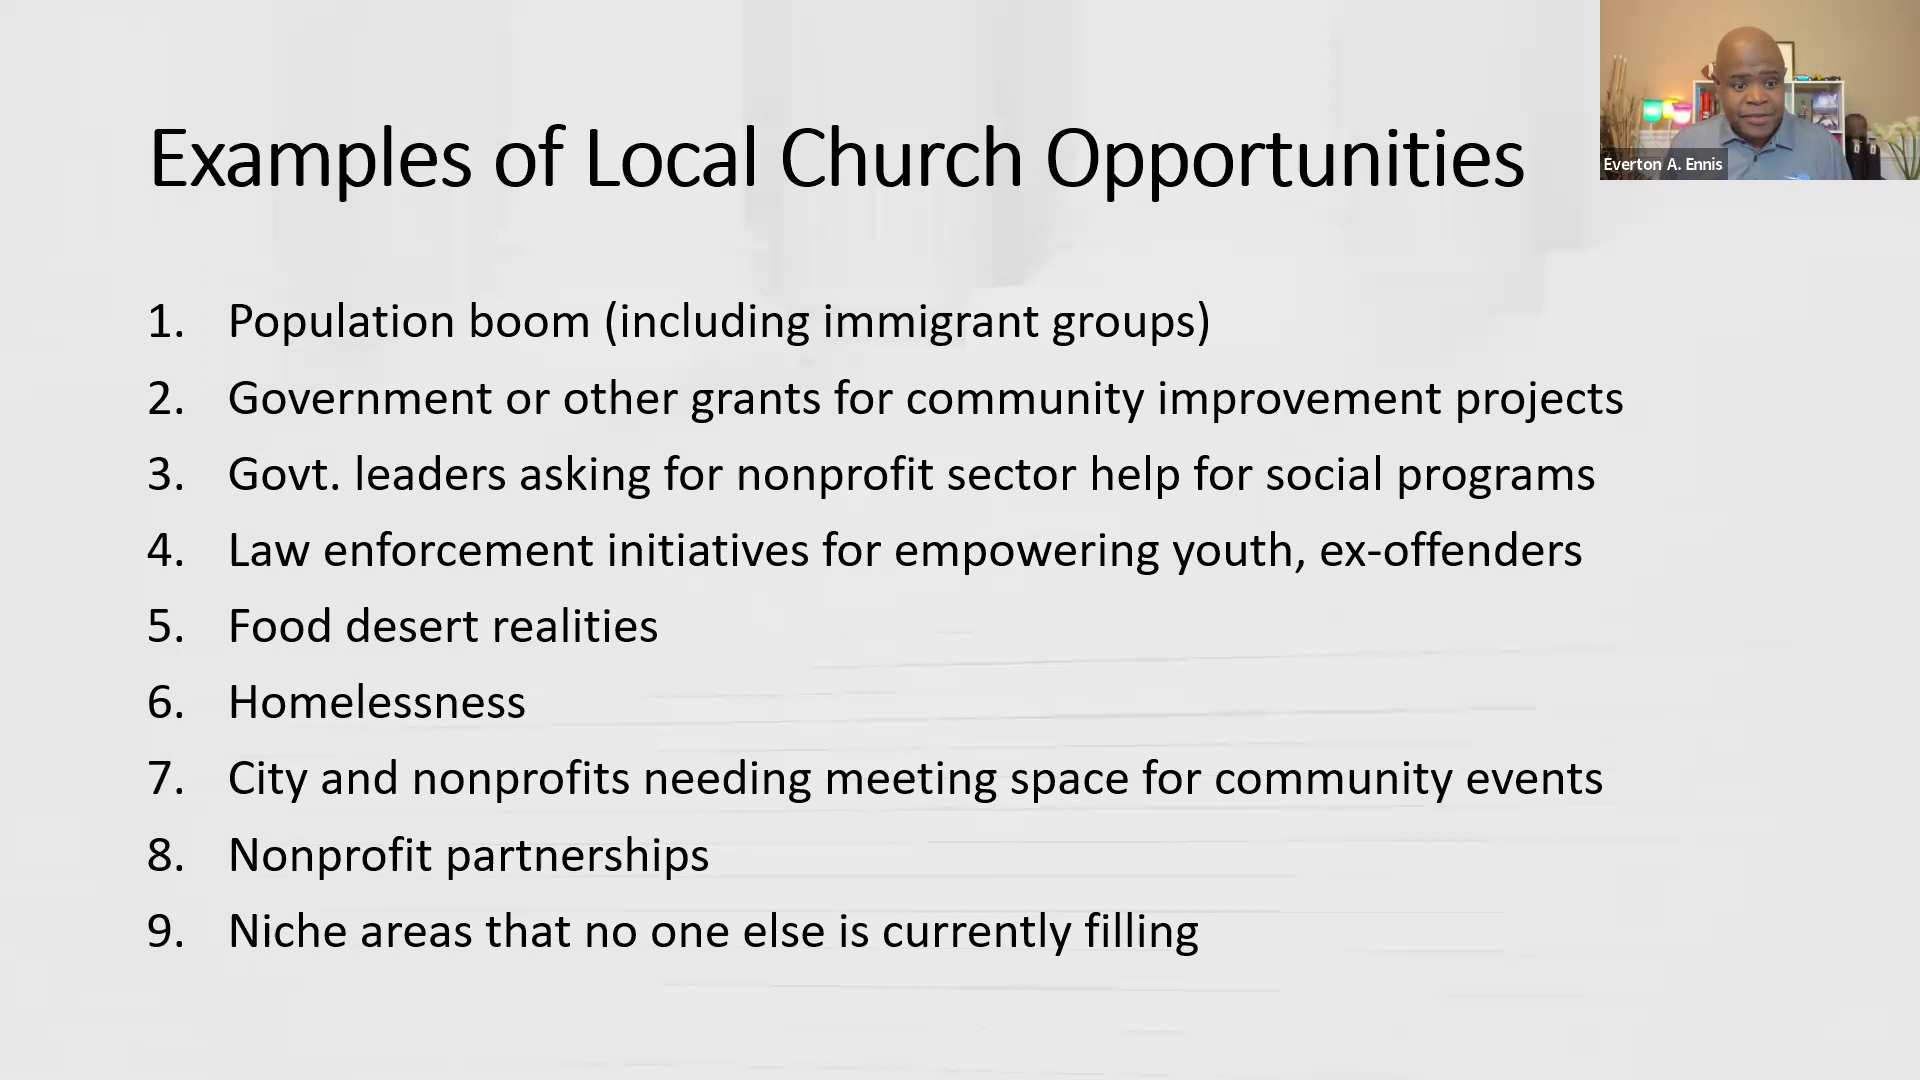 Examples of Local Church Opportunities
Everton A. Ennis
1. Population boom (including immigrant groups)
2. Government or other grants for community improvement projects
3. Govt. leaders asking for nonprofit sector help for social programs
4. Law enforcement initiatives for empowering youth, ex-offenders
5. Food desert realities
6. Homelessness
7. City and nonprofits needing meeting space for community events
8. Nonprofit partnerships
9. Niche areas that no one else is currently filling